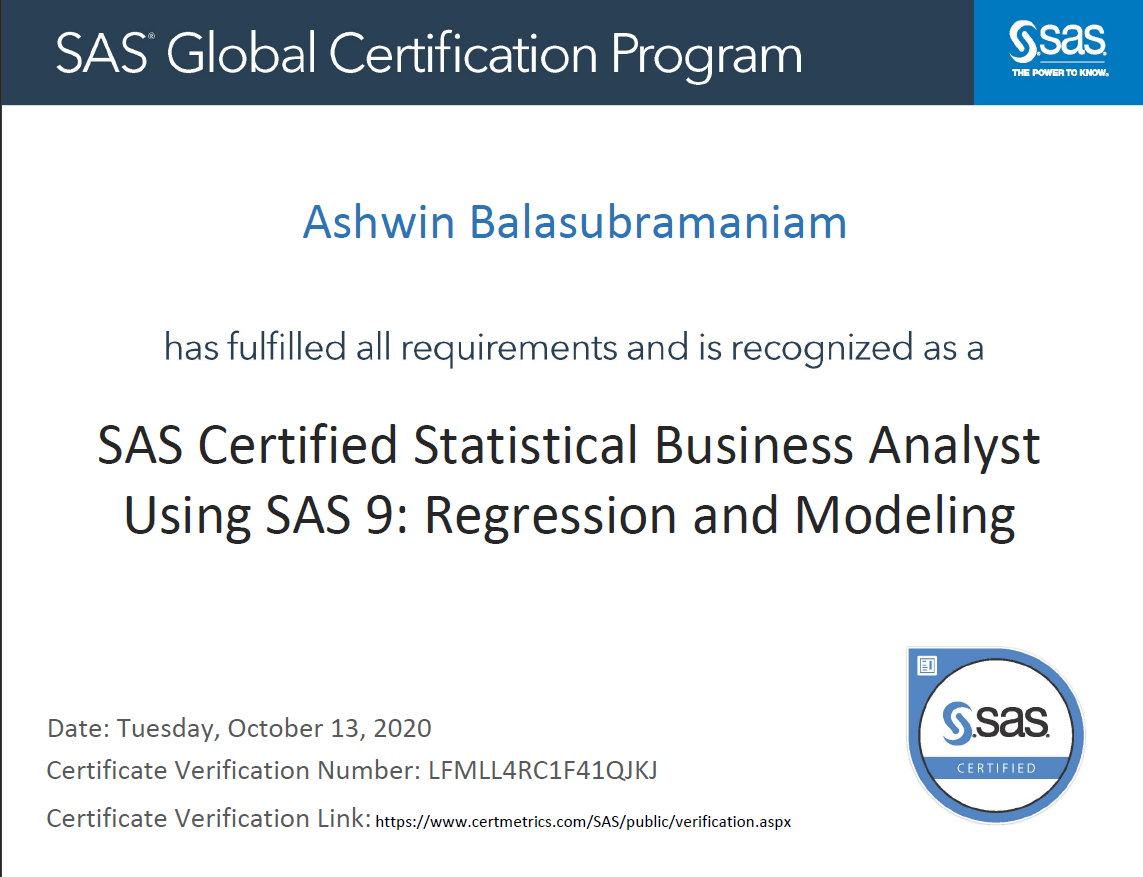 SAS® Global Certification Program
sas
THE POWER TO KNOW®
Ashwin Balasubramaniam
has fulfilled all requirements and is recognized as a
SAS Certified Statistical Business Analyst
Using SAS 9: Regression and Modeling
Date: Tuesday, October 13, 2020
Certificate Verification Number: LFMLL4RC1F41QJKJ
Certificate Verification Link: https://www.certmetrics.com/SAS/public/verification.aspx
sas
CERTIFIED